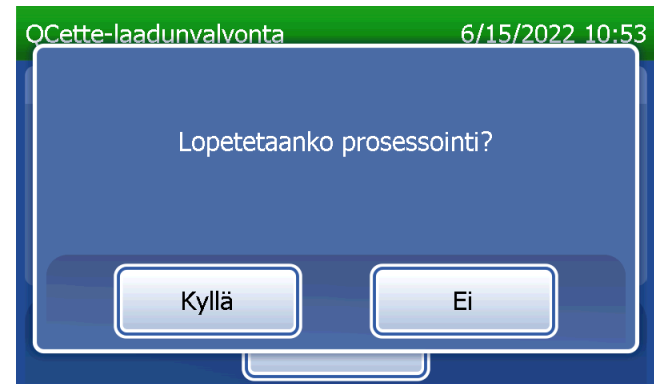 QCette-laadunvalvonta 6/15/2022 10:53
Lopetetaanko prosessointi?
Kyllä Ei